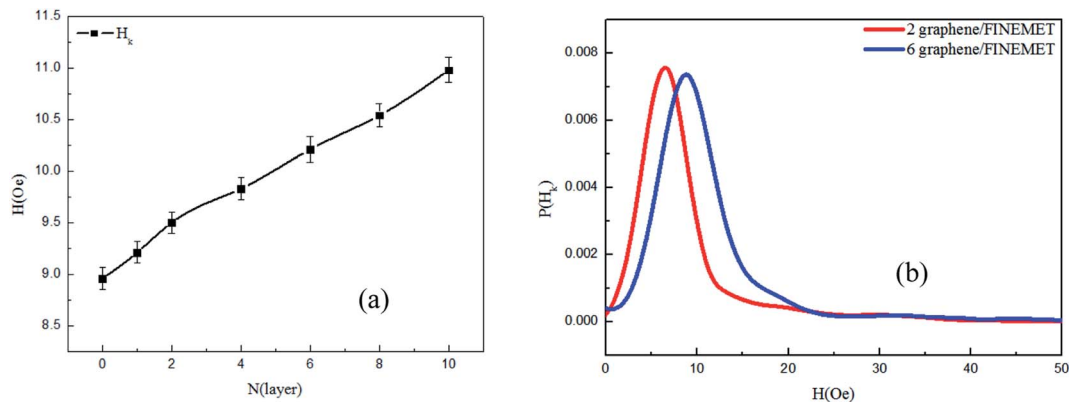 11.5
11.0
10.5
10.0
9.5
9.0
8.5
H(Oe)
H_k
0 2 4 6 8 10
N(layer)
(a)
2 graphene/FINEMET
6 graphene/FINEMET
0.008
0.006
0.004
0.002
0.000
P(H_k)
0 10 20 30 40 50
H(Oe)
(b)